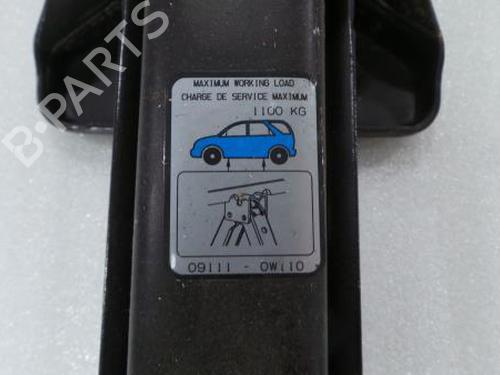 B-PARTS
MAXIMUM WORKING LOAD
CHARGE DE SERVICE MAXIMUM
1100 KG
09111 - 0W110